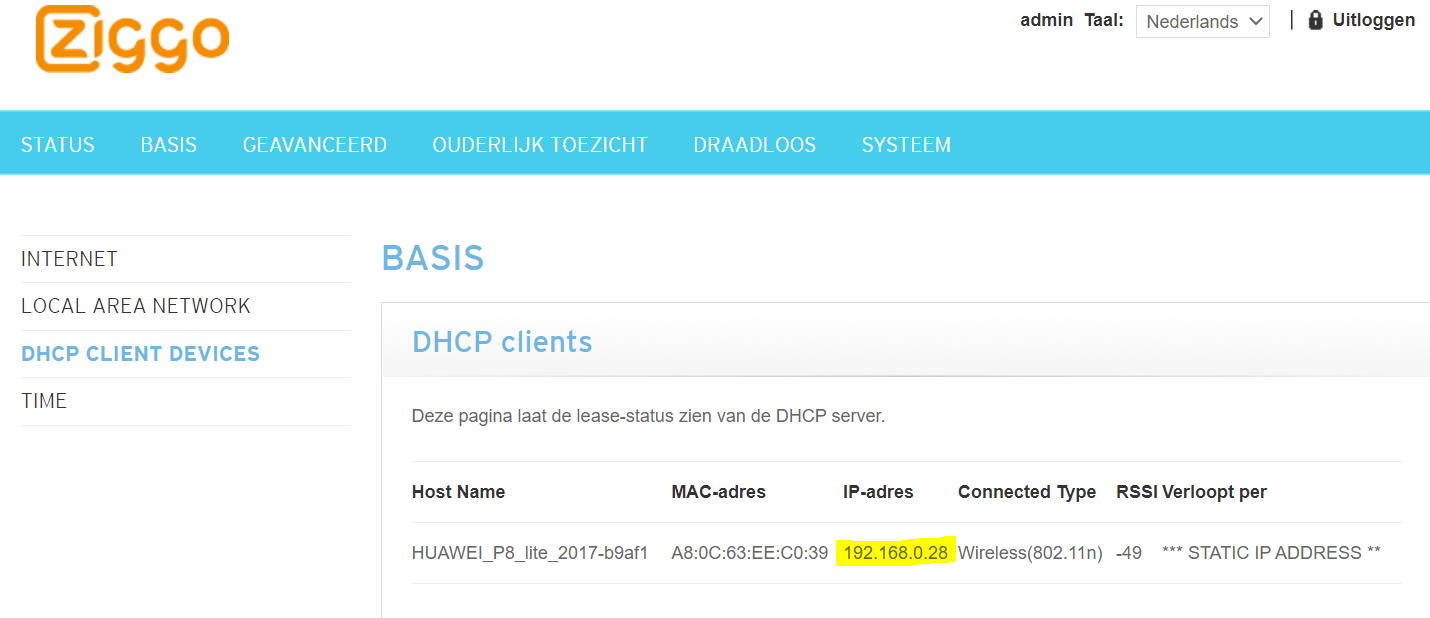 ziggo
admin Taal: Nederlands | Uitloggen
STATUS BASIS GEAVANCEERD OUDERLIJK TOEZICHT DRAADLOOS SYSTEEM
INTERNET
LOCAL AREA NETWORK
DHCP CLIENT DEVICES
TIME
BASIS
DHCP clients
Deze pagina laat de lease-status zien van de DHCP server.
Host Name MAC-adres IP-adres Connected Type RSSI Verloopt per
HUAWEI_P8_lite_2017-b9af1 A8:0C:63:EE:C0:39 192.168.0.28 Wireless(802.11n) -49 *** STATIC IP ADDRESS **